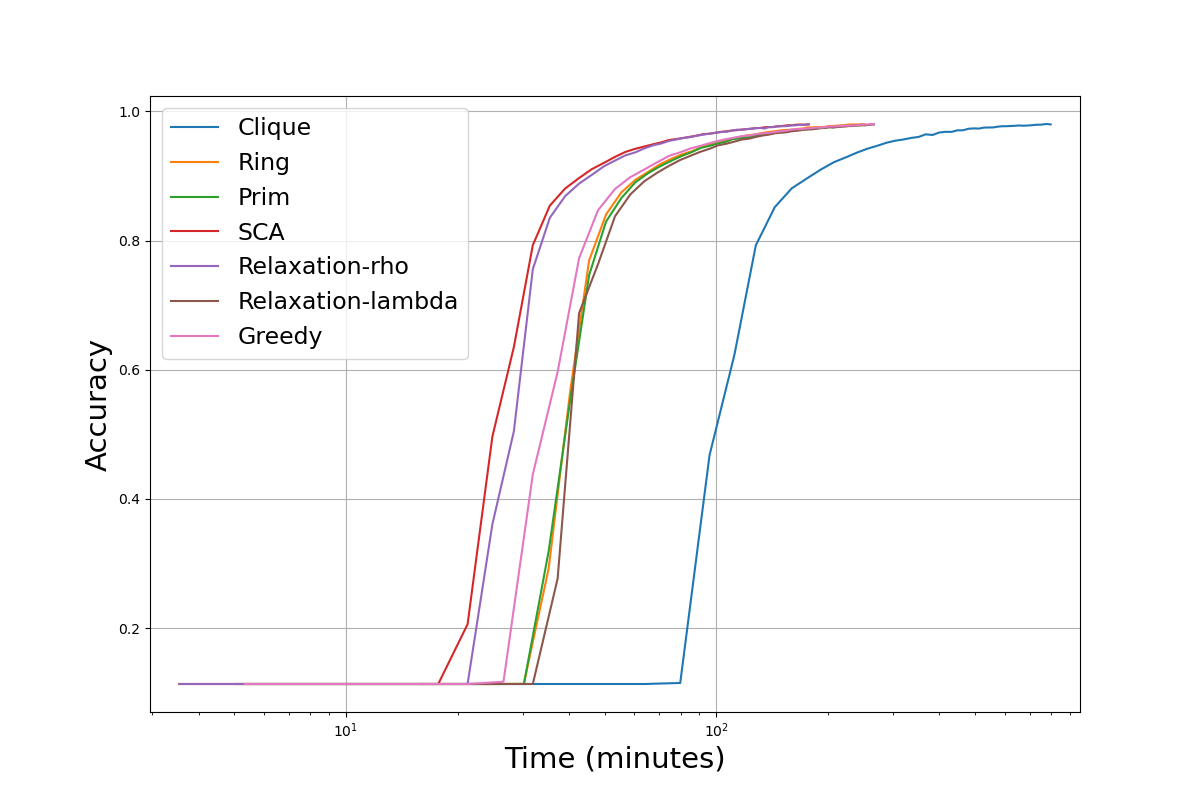 1.0
0.8
0.6
0.4
0.2
Accuracy
Clique
Ring
Prim
SCA
Relaxation-rho
Relaxation-lambda
Greedy
10¹
10²
Time (minutes)